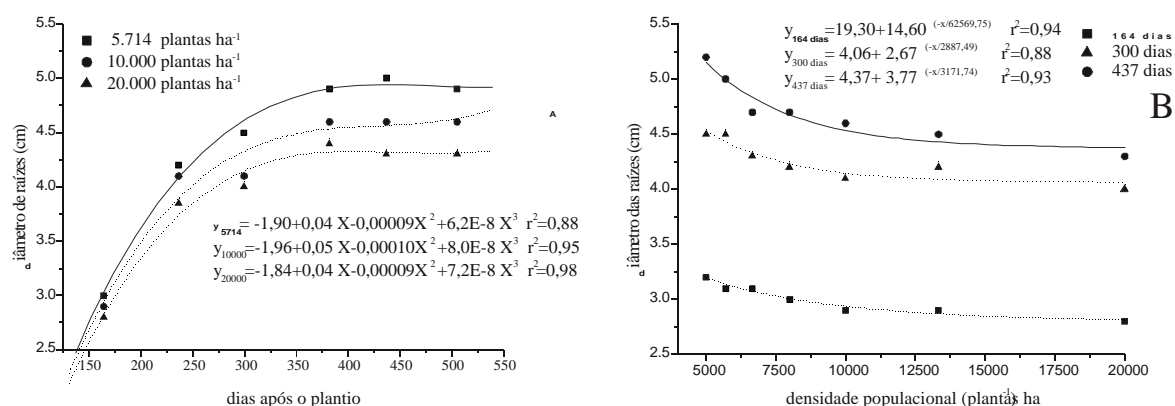 5.5
5.0
4.5
4.0
3.5
3.0
2.5
5.714 plantas ha-1
10.000 plantas ha-1
20.000 plantas ha-1
A
diâmetro de raízes (cm)
y 5714= -1,90+0,04 X-0,00009X2+6,2E-8 X3 r2=0,88
y10000=-1,96+0,05 X-0,00010X2+8,0E-8 X3 r2=0,95
y20000=-1,84+0,04 X-0,00009X2+7,2E-8 X3 r2=0,98
150 200 250 300 350 400 450 500 550
dias após o plantio
5.5
5.0
4.5
4.0
3.5
3.0
2.5
y164 dias=19,30+14,60 (-x/62569,75) r2=0,94
y300 dias=4,06+ 2,67 (-x/2887,49) r2=0,88
y437 dias=4,37+ 3,77 (-x/3171,74) r2=0,93
164 dias
300 dias
437 dias
B
diâmetro das raízes (cm)
5000 7500 10000 12500 15000 17500 20000
densidade populacional (plantas ha-1)